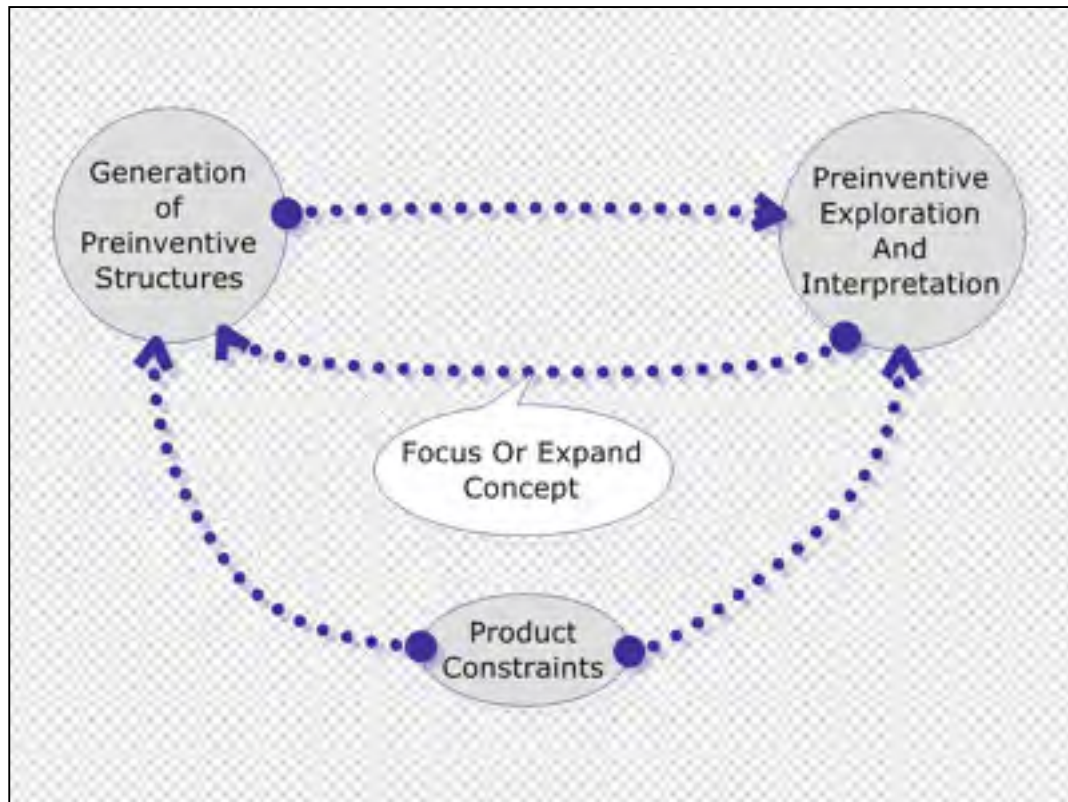 Generation
of
Preinventive
Structures
Preinventive
Exploration
And
Interpretation
Focus Or Expand
Concept
Product
Constraints